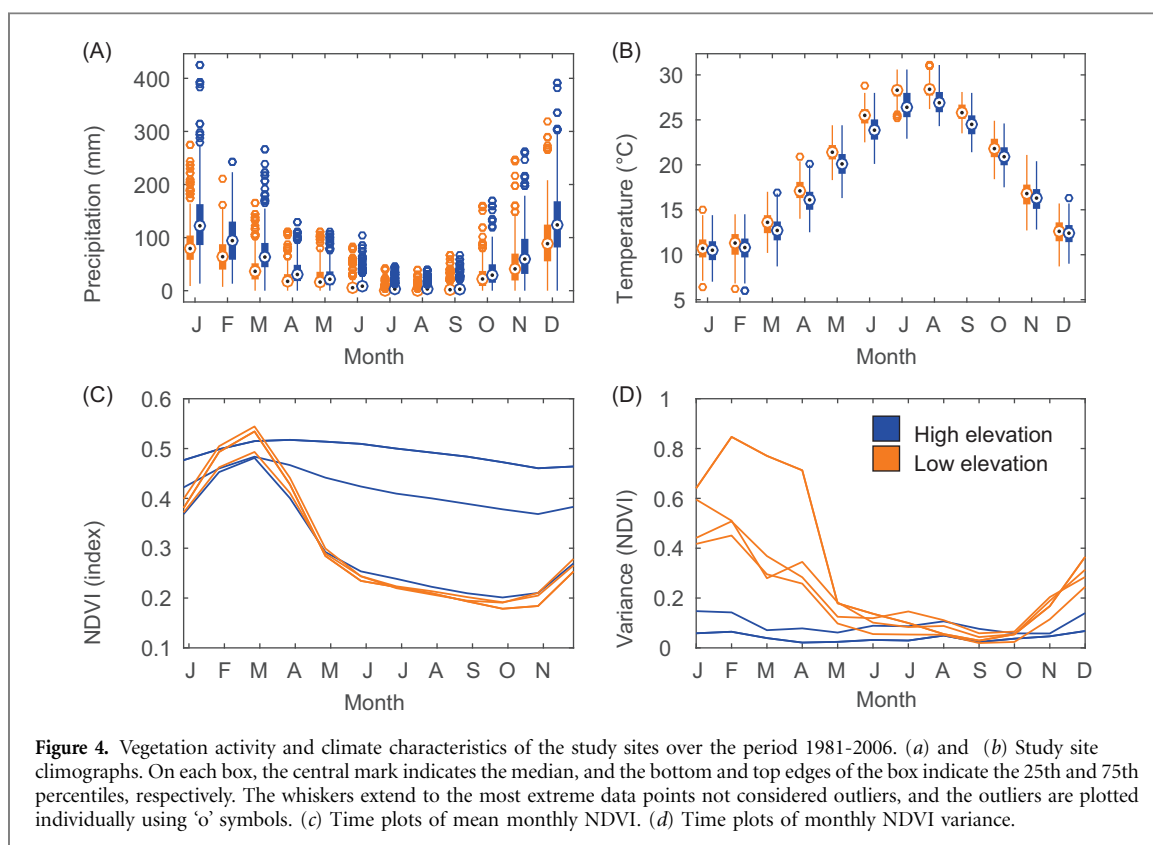 (A)
Precipitation (mm)
400
300
200
100
0
J F M A M J J A S O N D
Month
(B)
Temperature (°C)
30
25
20
15
10
5
J F M A M J J A S O N D
Month
(C)
NDVI (index)
0.6
0.5
0.4
0.3
0.2
0.1
J F M A M J J A S O N
Month
(D)
Variance (NDVI)
1
0.8
0.6
0.4
0.2
0
High elevation
Low elevation
J F M A M J J A S O N D
Month
Figure 4. Vegetation activity and climate characteristics of the study sites over the period 1981-2006. (a) and (b) Study site
climographs. On each box, the central mark indicates the median, and the bottom and top edges of the box indicate the 25th and 75th
percentiles, respectively. The whiskers extend to the most extreme data points not considered outliers, and the outliers are plotted
individually using ‘o’ symbols. (c) Time plots of mean monthly NDVI. (d) Time plots of monthly NDVI variance.